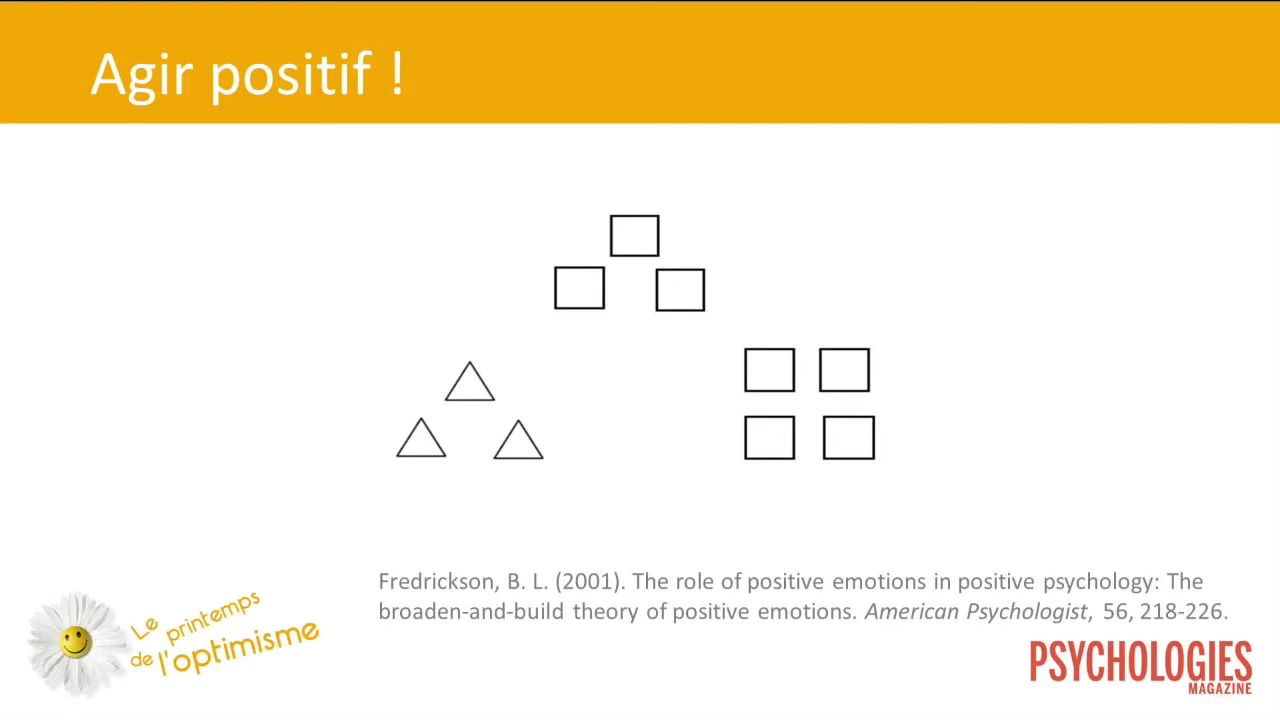 Agir positif !
Fredrickson, B. L. (2001). The role of positive emotions in positive psychology: The
broaden-and-build theory of positive emotions. American Psychologist, 56, 218-226.
Le printemps
de l'optimisme
PSYCHOLOGIES
MAGAZINE